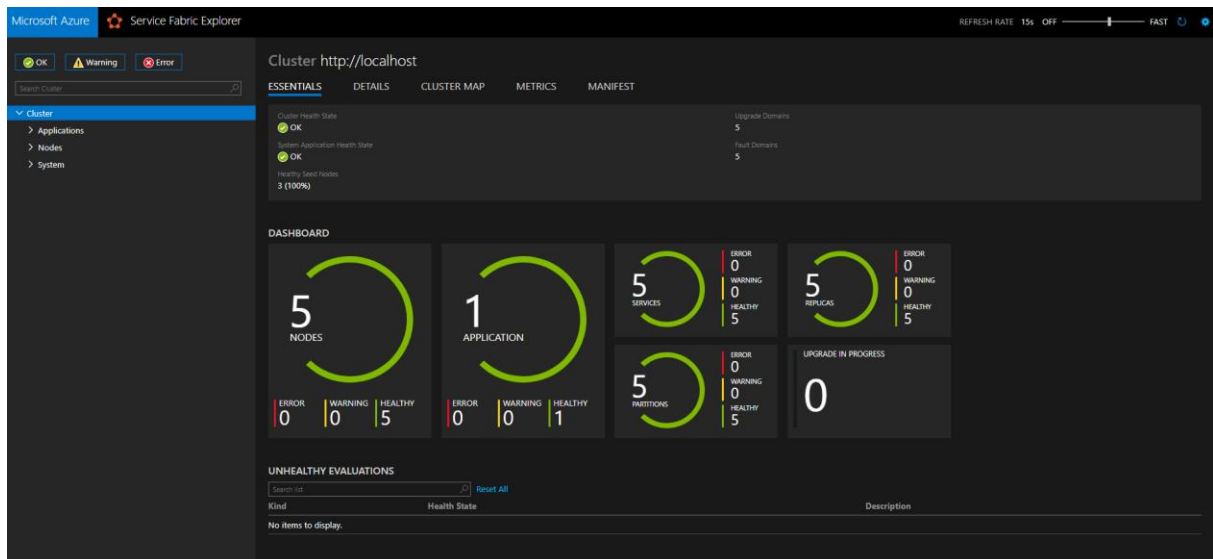 Microsoft Azure Service Fabric Explorer
REFRESH RATE 15s OFF FAST
OK Warning Error
Search Cluster
Cluster
Applications
Nodes
System
Cluster http://localhost
ESSENTIALS DETAILS CLUSTER MAP METRICS MANIFEST
Cluster Health State
OK
System Application Health State
OK
Healthy Seed Nodes
3 (100%)
Upgrade Domains
5
Fault Domains
5
DASHBOARD
5
NODES
ERROR
0
WARNING
0
HEALTHY
5
1
APPLICATION
ERROR
0
WARNING
0
HEALTHY
1
5
SERVICES
ERROR
0
WARNING
0
HEALTHY
5
5
REPLICAS
ERROR
0
WARNING
0
HEALTHY
5
5
PARTITIONS
ERROR
0
WARNING
0
HEALTHY
5
UPGRADE IN PROGRESS
0
UNHEALTHY EVALUATIONS
Search list Reset All
Kind Health State Description
No items to display.